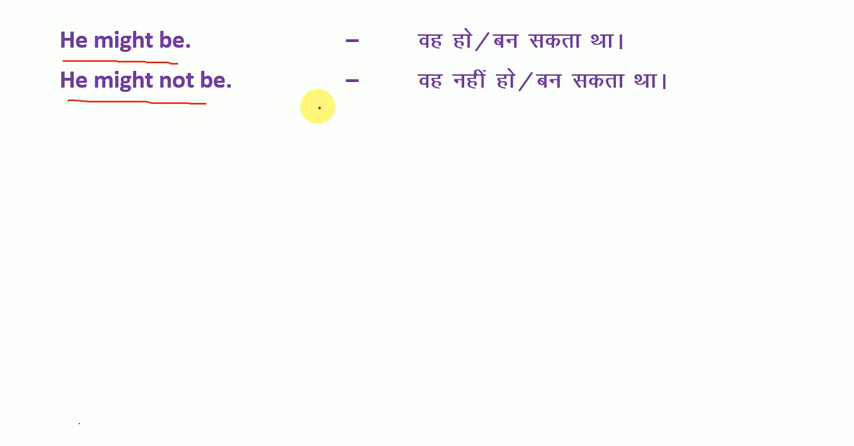 He might be. – वह हो/बन सकता था।
He might not be. – वह नहीं हो/बन सकता था।